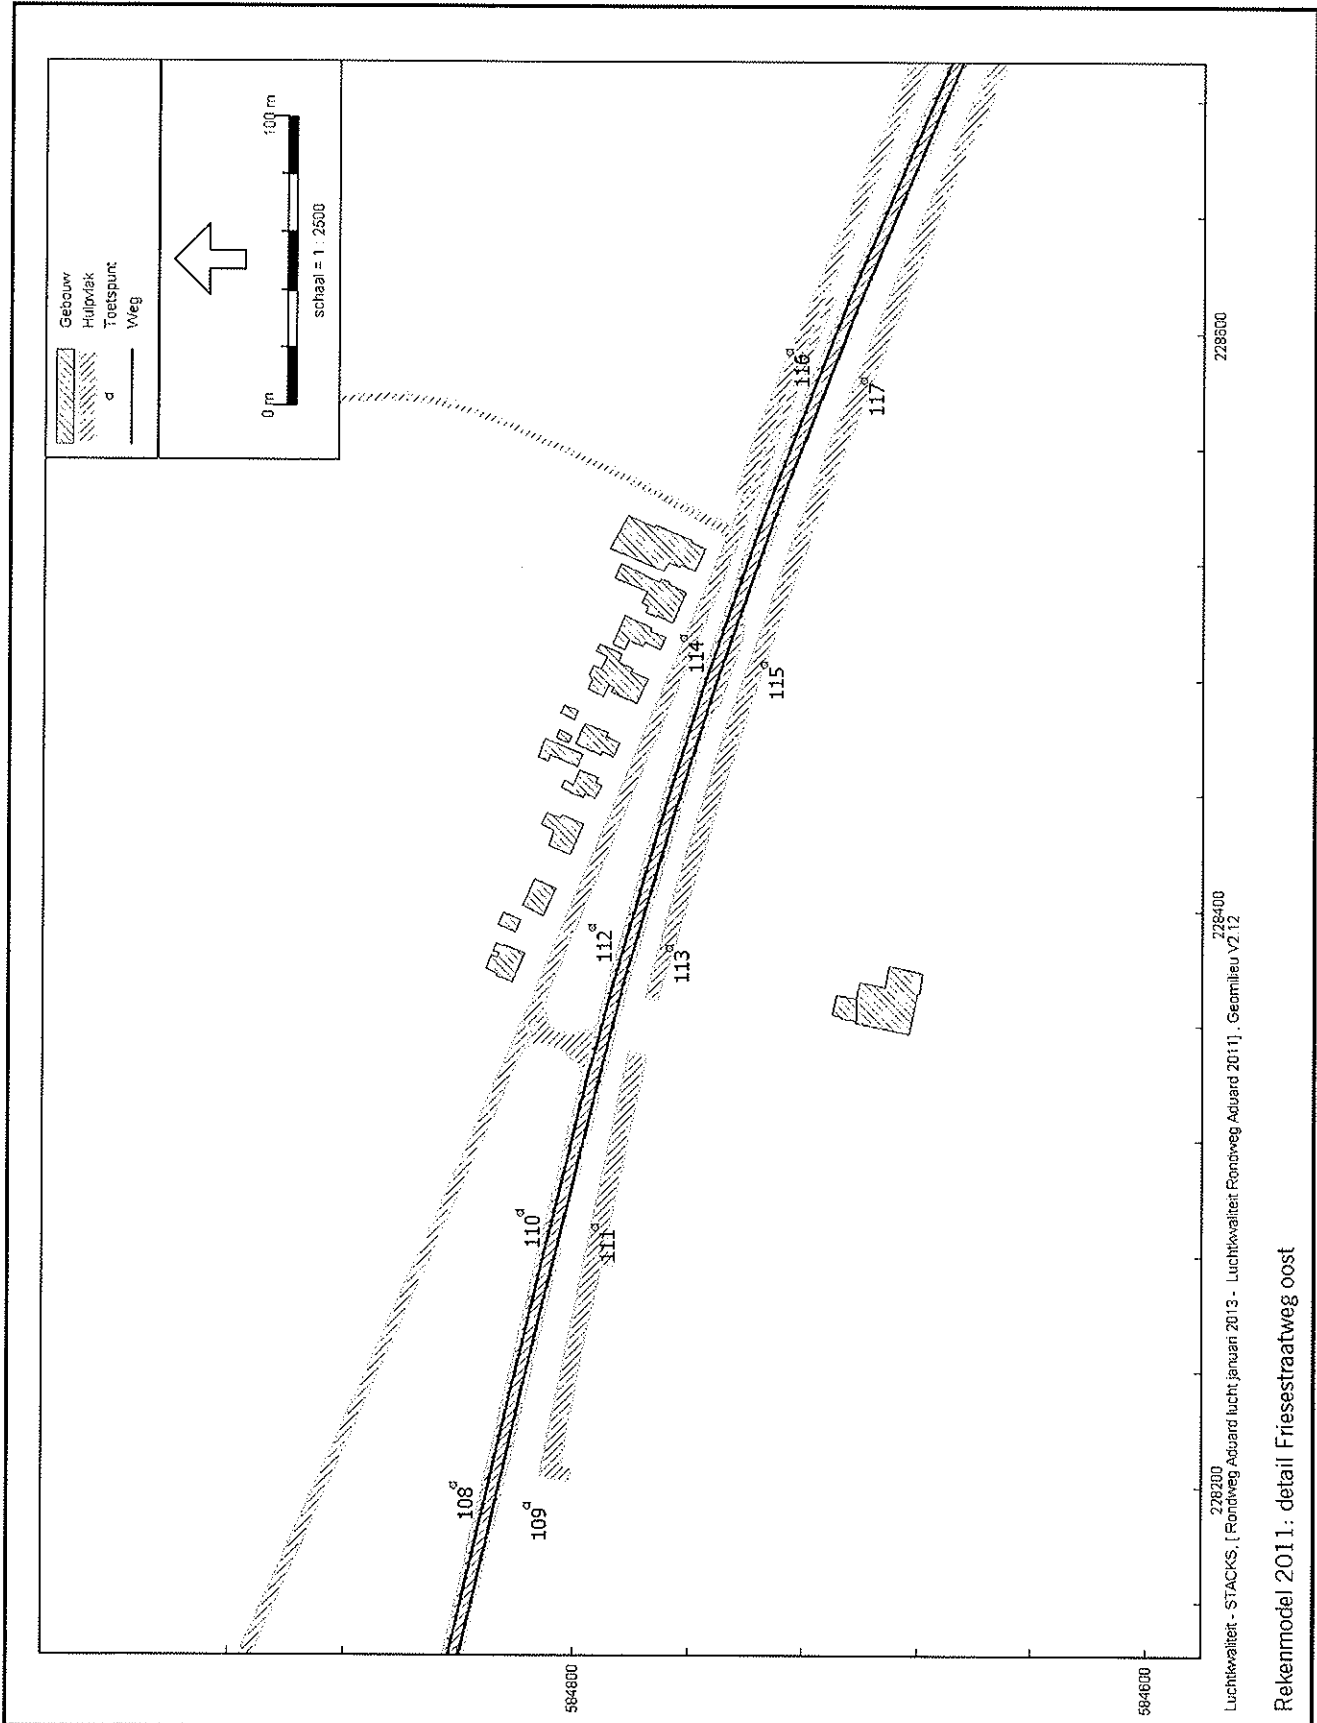 Gebouw
Hulpvlak
Toetspunt
Weg
0 m
100 m
schaal = 1 : 2500
108
109
110
111
112
113
114
115
116
117
584800
584600
228200
228400
228600
Luchtkwaliteit - STACKS, [Rondweg Aduard lucht januari 2013 - Luchtkwaliteit Rondweg Aduard 2011] , Geomilieu V2.12
Rekenmodel 2011: detail Friesestraatweg oost